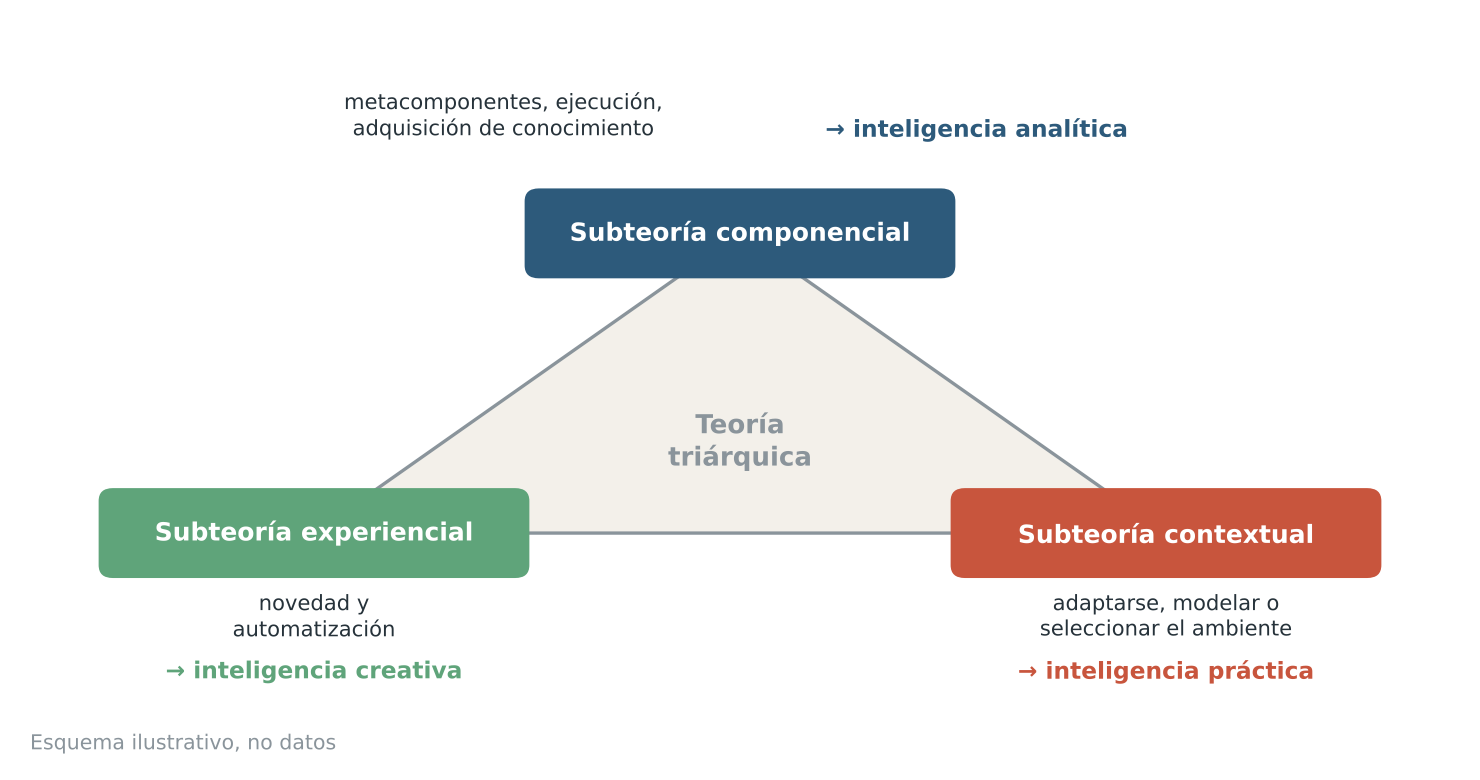 metacomponentes, ejecución,
adquisición de conocimiento
→ inteligencia analítica
Subteoría componencial
Teoría
triárquica
Subteoría experiencial
novedad y
automatización
→ inteligencia creativa
Subteoría contextual
adaptarse, modelar o
seleccionar el ambiente
→ inteligencia práctica
Esquema ilustrativo, no datos